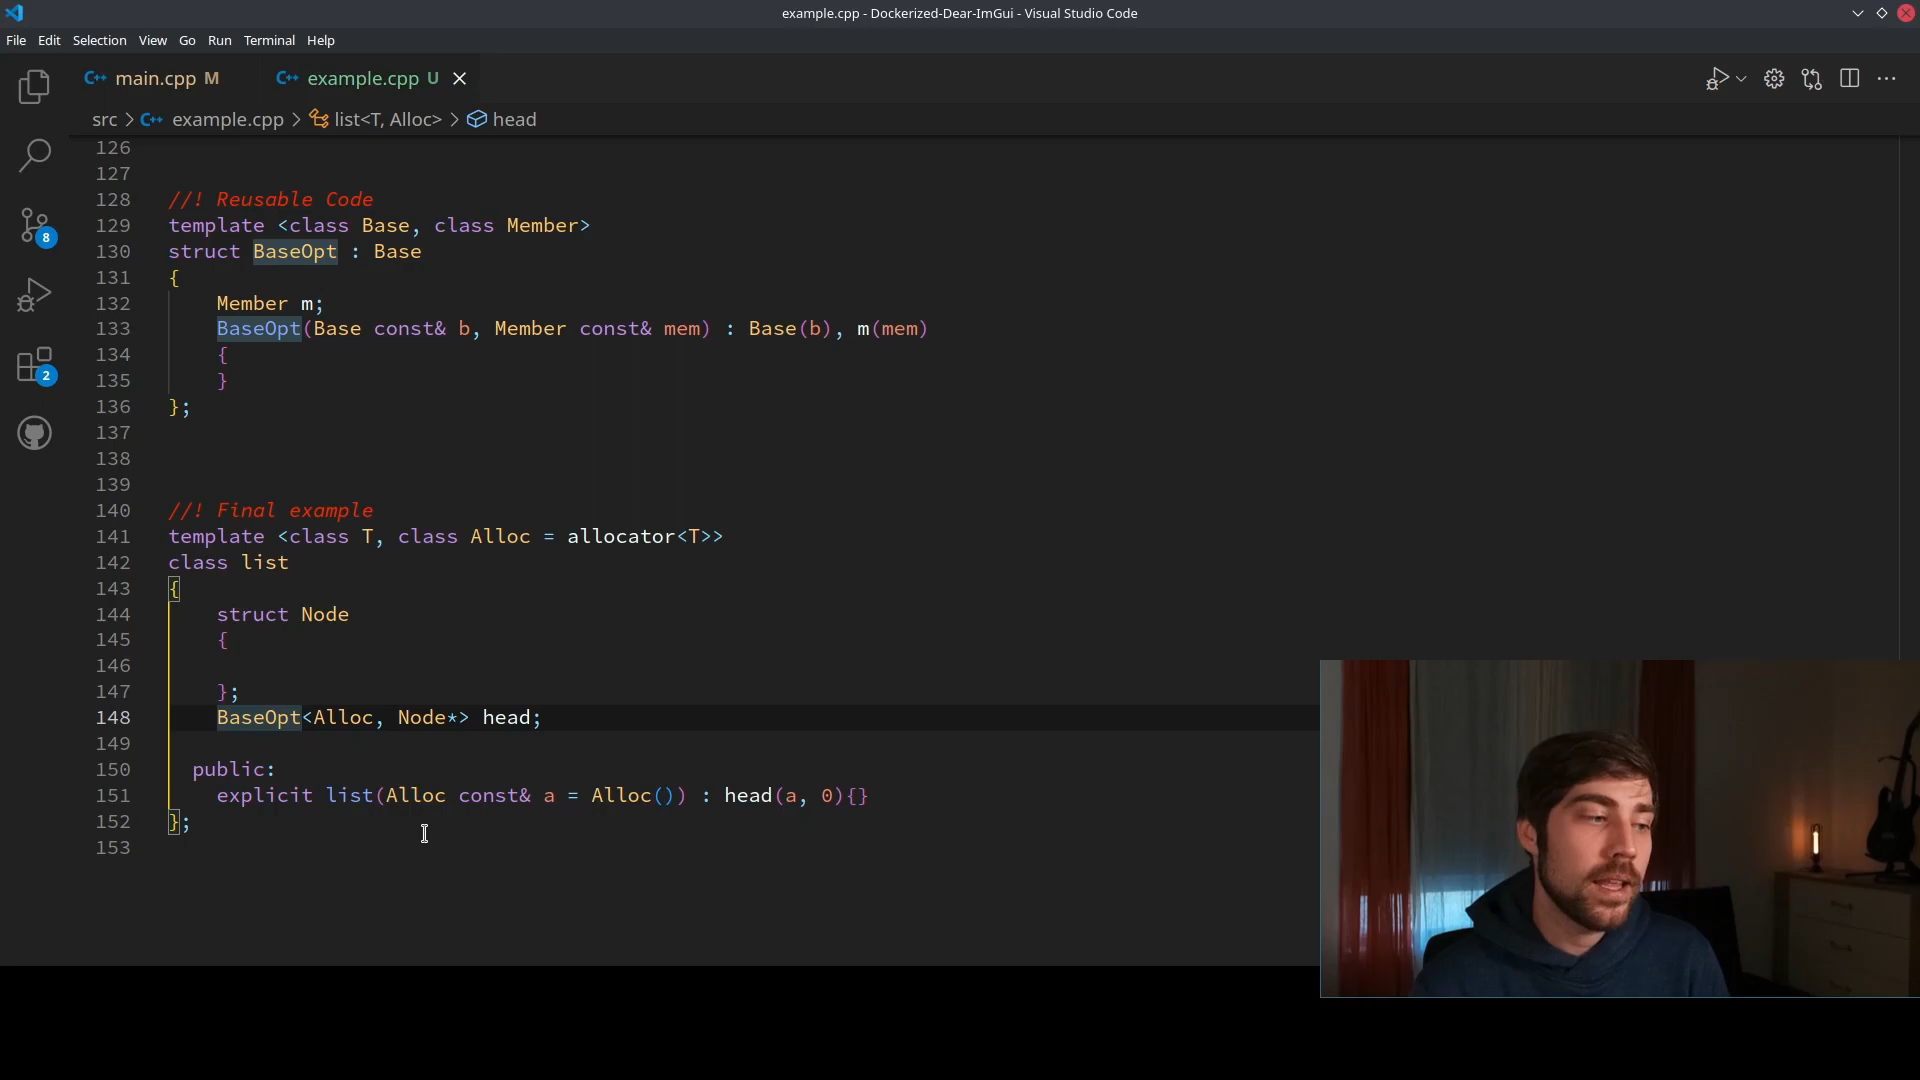 example.cpp - Dockerized-Dear-ImGui - Visual Studio Code
File Edit Selection View Go Run Terminal Help
C++ main.cpp M C++ example.cpp U
src > C++ example.cpp > list<T, Alloc> > head
126
127
128 //! Reusable Code
129 template <class Base, class Member>
130 struct BaseOpt : Base
131 {
132 Member m;
133 BaseOpt(Base const& b, Member const& mem) : Base(b), m(mem)
134 {
135 }
136 };
137
138
139
140 //! Final example
141 template <class T, class Alloc = allocator<T>>
142 class list
143 {
144 struct Node
145 {
146
147 };
148 BaseOpt<Alloc, Node*> head;
149
150 public:
151 explicit list(Alloc const& a = Alloc()) : head(a, 0){}
152 };
153
8
2